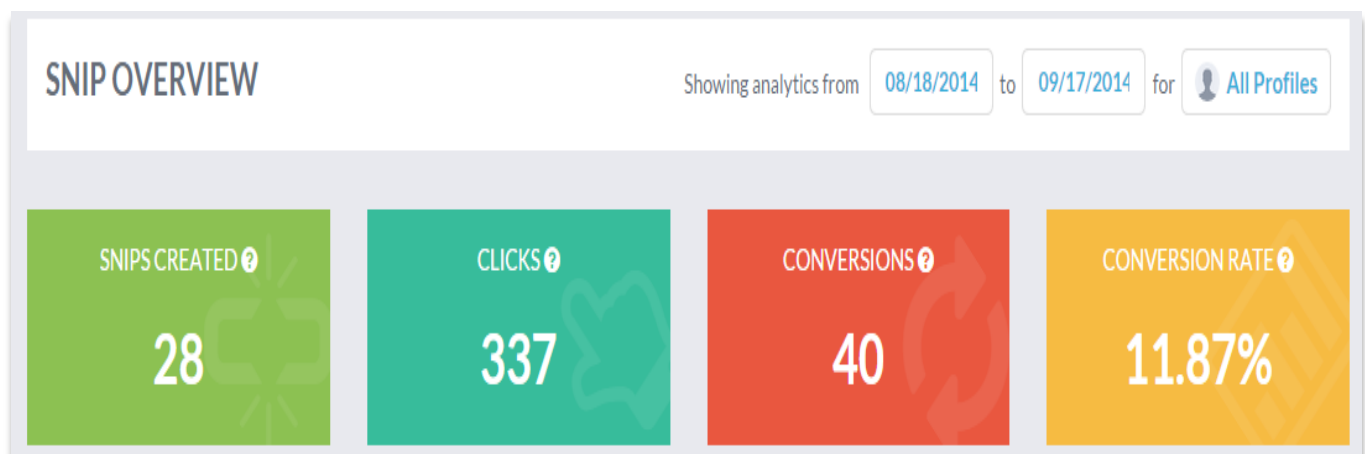 SNIP OVERVIEW
Showing analytics from 08/18/2014 to 09/17/2014 for All Profiles
SNIPS CREATED ?
28
CLICKS ?
337
CONVERSIONS ?
40
CONVERSION RATE ?
11.87%